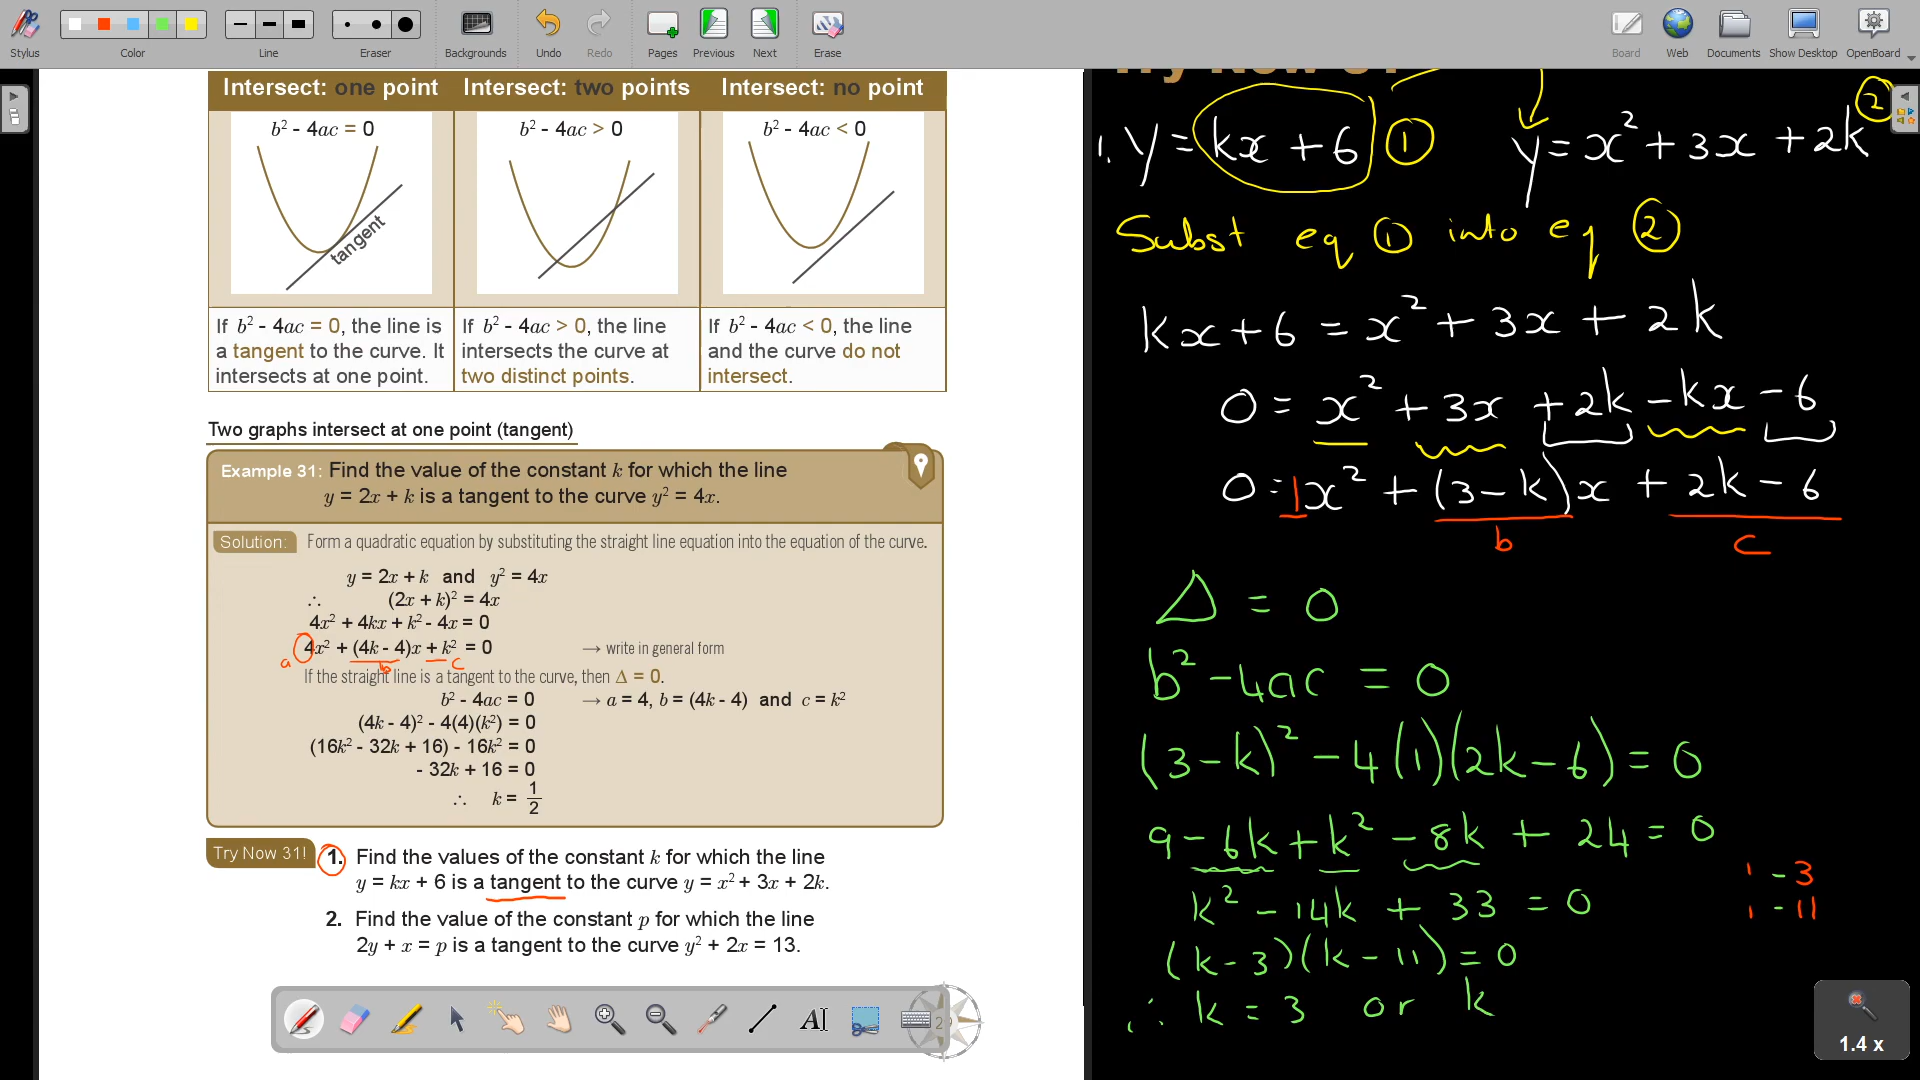 Stylus Color Line Eraser Backgrounds Undo Redo Pages Previous Next Erase Board Web Documents Show Desktop OpenBoard
Intersect: one point Intersect: two points Intersect: no point
b² - 4ac = 0 b² - 4ac > 0 b² - 4ac < 0
tangent
If b² - 4ac = 0, the line is
a tangent to the curve. It
intersects at one point.
If b² - 4ac > 0, the line
intersects the curve at
two distinct points.
If b² - 4ac < 0, the line
and the curve do not
intersect.
Two graphs intersect at one point (tangent)
Example 31: Find the value of the constant k for which the line
y = 2x + k is a tangent to the curve y² = 4x.
Solution: Form a quadratic equation by substituting the straight line equation into the equation of the curve.
y = 2x + k and y² = 4x
∴ (2x + k)² = 4x
4x² + 4kx + k² - 4x = 0
4x² + (4k - 4)x + k² = 0 → write in general form
a b c
If the straight line is a tangent to the curve, then Δ = 0.
b² - 4ac = 0 → a = 4, b = (4k - 4) and c = k²
(4k - 4)² - 4(4)(k²) = 0
(16k² - 32k + 16) - 16k² = 0
- 32k + 16 = 0
∴ k = 1/2
Try Now 31! 1. Find the values of the constant k for which the line
y = kx + 6 is a tangent to the curve y = x² + 3x + 2k.
2. Find the value of the constant p for which the line
2y + x = p is a tangent to the curve y² + 2x = 13.
Try Now 31
1. y = kx + 6 ① y = x² + 3x + 2k ②
Subst eq ① into eq ②
kx + 6 = x² + 3x + 2k
0 = x² + 3x + 2k - kx - 6
0 = 1x² + (3 - k)x + 2k - 6
b c
Δ = 0
b² - 4ac = 0
(3 - k)² - 4(1)(2k - 6) = 0
9 - 6k + k² - 8k + 24 = 0
k² - 14k + 33 = 0
1 - 3
1 - 11
(k - 3)(k - 11) = 0
∴ k = 3 or k
1.4 x